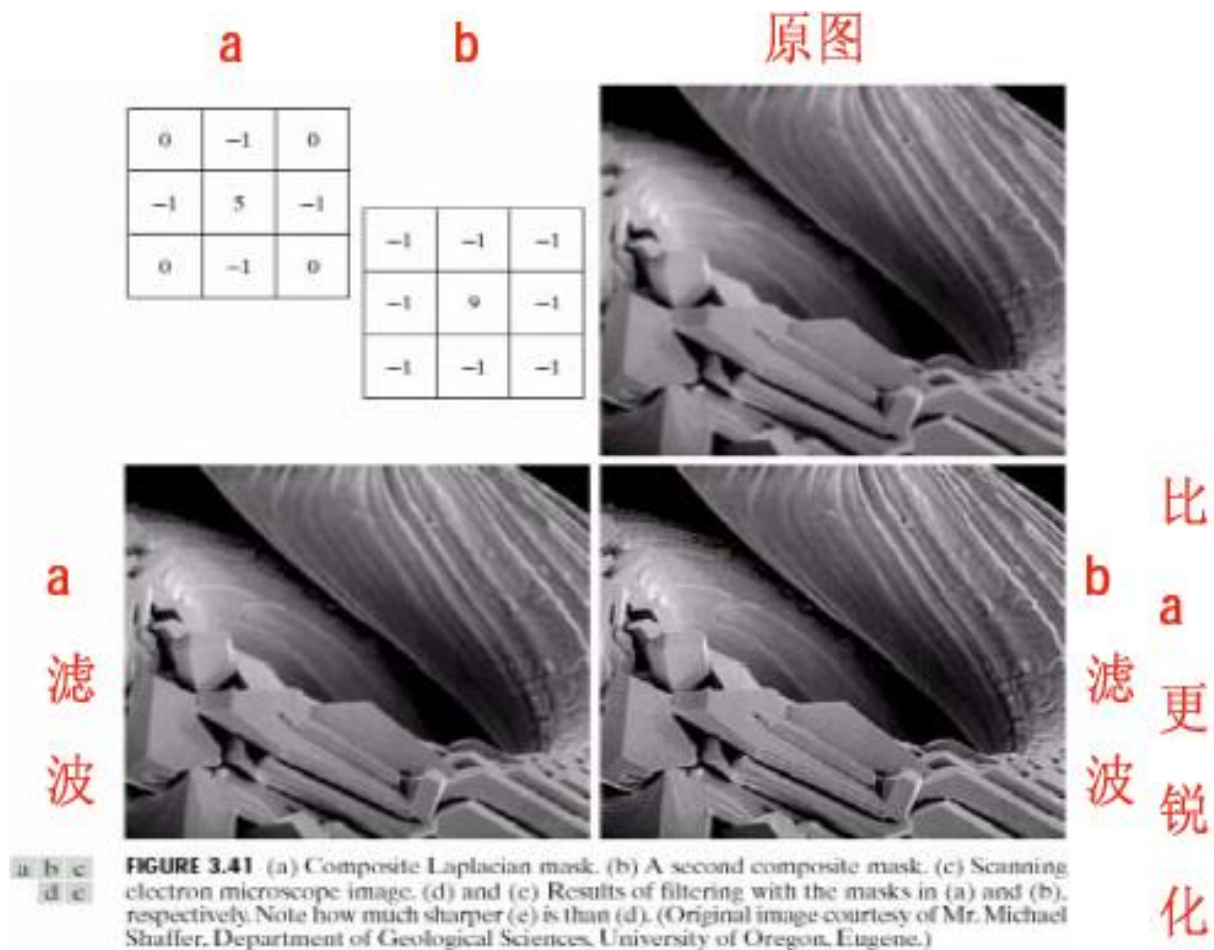 a
b
原图
0 -1 0
-1 5 -1
0 -1 0
-1 -1 -1
-1 9 -1
-1 -1 -1
a
滤
波
b
滤
波
比
a
更
锐
化
a b c
d e
FIGURE 3.41 (a) Composite Laplacian mask. (b) A second composite mask. (c) Scanning
electron microscope image. (d) and (e) Results of filtering with the masks in (a) and (b),
respectively. Note how much sharper (e) is than (d). (Original image courtesy of Mr. Michael
Shaffer, Department of Geological Sciences, University of Oregon, Eugene.)